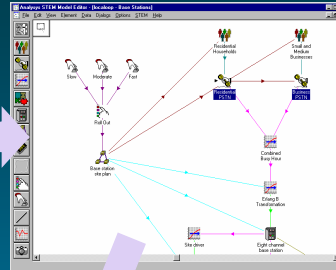 Analysys STEM Model Editor - [localoop - Base Stations]
File Edit View Element Data Dialogs Options STEM Help
Residential
Households
Small and
Medium
Businesses
Slow
Moderate
Fast
Residential
PSTN
Business
PSTN
Roll Out
Combined
Busy Hour
Base station
site plan
Erlang B
Transformation
Site driver
Eight channel
base station